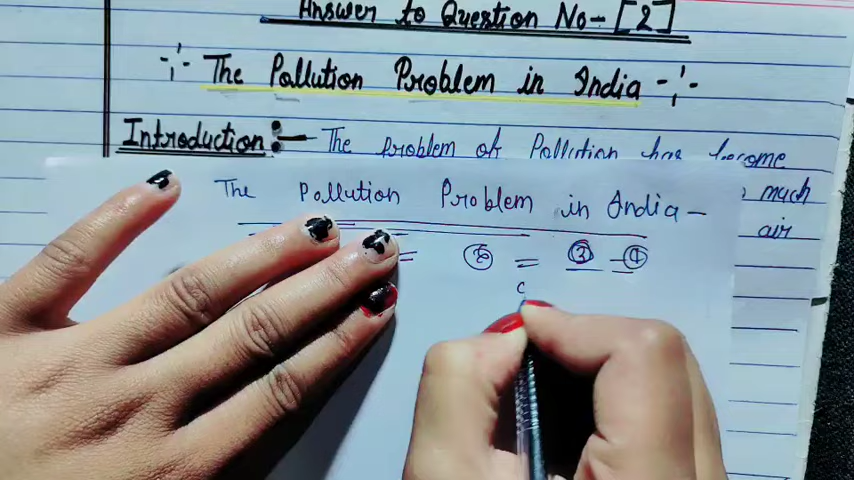 Answer to Question No- [2]
The Pollution Problem in India
Introduction :- The problem of Pollution has become
much
air
The Pollution Problem in India -
= ② = ③ - ④
c